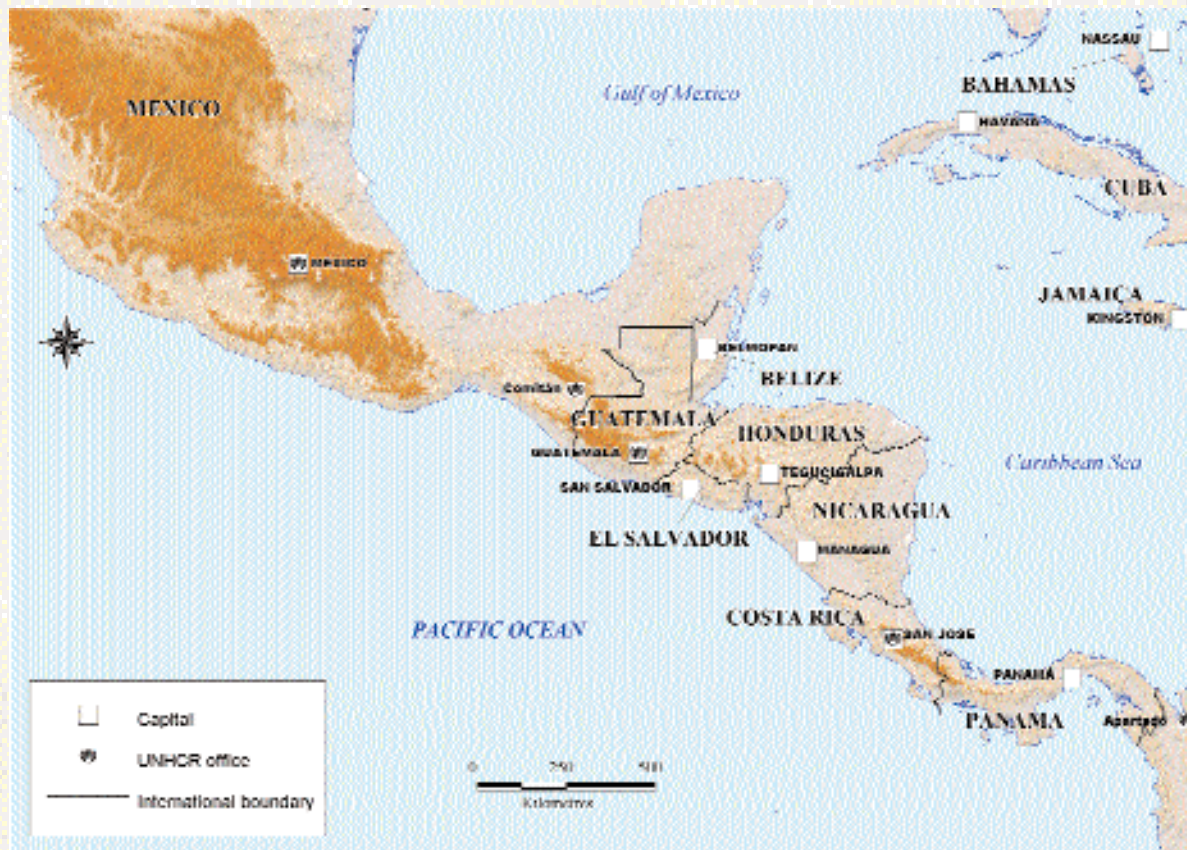 NASSAU
BAHAMAS
Gulf of Mexico
MEXICO
HAVANA
CUBA
MEXICO
JAMAICA
KINGSTON
BELMOPAN
BELIZE
Comitán
GUATEMALA
HONDURAS
GUATEMALA
Caribbean Sea
TEGUCIGALPA
SAN SALVADOR
NICARAGUA
EL SALVADOR
MANAGUA
COSTA RICA
PACIFIC OCEAN
SAN JOSE
PANAMÁ
PANAMA
Apartadó
Capital
UNHCR office
International boundary
0 250 500
Kilometres